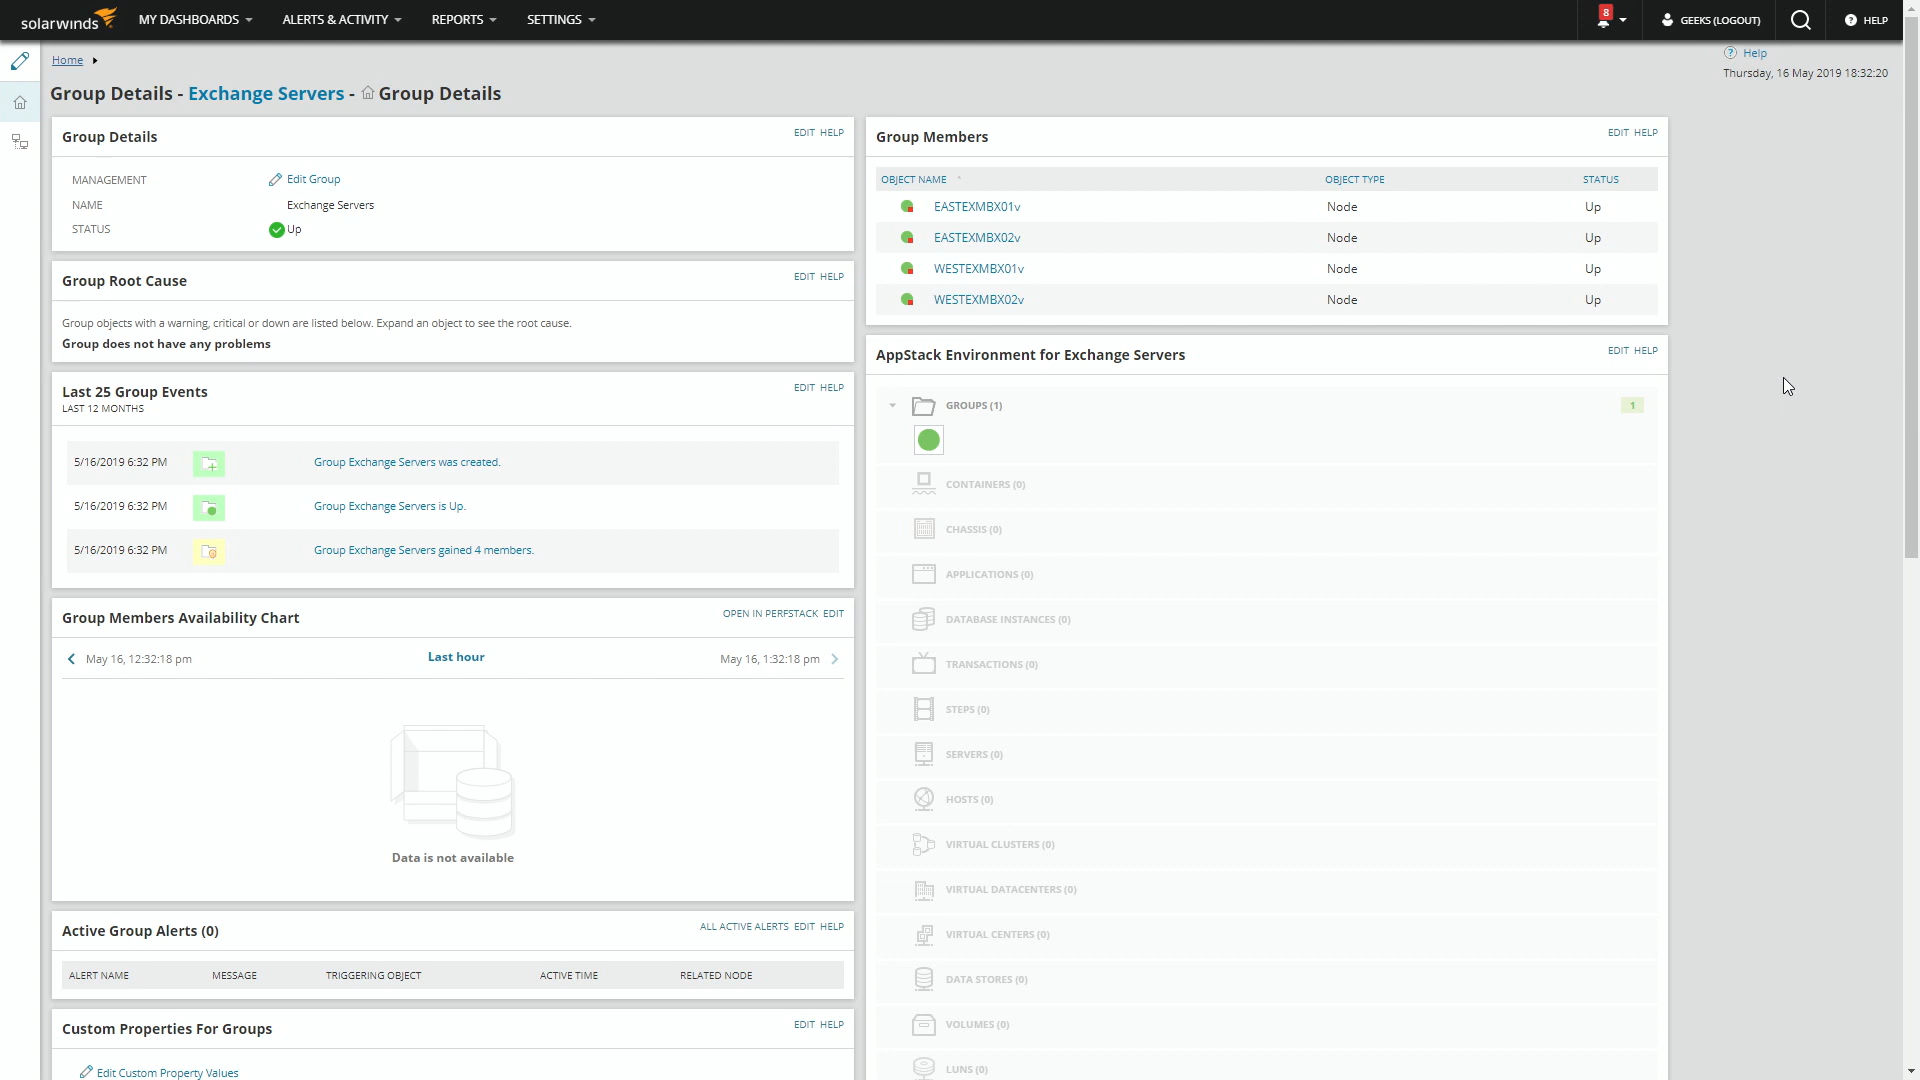 solarwinds MY DASHBOARDS ALERTS & ACTIVITY REPORTS SETTINGS 8 GEEKS (LOGOUT) HELP
Home
Help
Thursday, 16 May 2019 18:32:20
Group Details - Exchange Servers - Group Details
Group Details EDIT HELP
MANAGEMENT Edit Group
NAME Exchange Servers
STATUS Up
Group Root Cause EDIT HELP
Group objects with a warning, critical or down are listed below. Expand an object to see the root cause.
Group does not have any problems
Last 25 Group Events EDIT HELP
LAST 12 MONTHS
5/16/2019 6:32 PM Group Exchange Servers was created.
5/16/2019 6:32 PM Group Exchange Servers is Up.
5/16/2019 6:32 PM Group Exchange Servers gained 4 members.
Group Members Availability Chart OPEN IN PERFSTACK EDIT
May 16, 12:32:18 pm Last hour May 16, 1:32:18 pm
Data is not available
Active Group Alerts (0) ALL ACTIVE ALERTS EDIT HELP
ALERT NAME MESSAGE TRIGGERING OBJECT ACTIVE TIME RELATED NODE
Custom Properties For Groups EDIT HELP
Edit Custom Property Values
Group Members EDIT HELP
OBJECT NAME OBJECT TYPE STATUS
EASTEXMBX01v Node Up
EASTEXMBX02v Node Up
WESTEXMBX01v Node Up
WESTEXMBX02v Node Up
AppStack Environment for Exchange Servers EDIT HELP
GROUPS (1) 1
CONTAINERS (0)
CHASSIS (0)
APPLICATIONS (0)
DATABASE INSTANCES (0)
TRANSACTIONS (0)
STEPS (0)
SERVERS (0)
HOSTS (0)
VIRTUAL CLUSTERS (0)
VIRTUAL DATACENTERS (0)
VIRTUAL CENTERS (0)
DATA STORES (0)
VOLUMES (0)
LUNS (0)